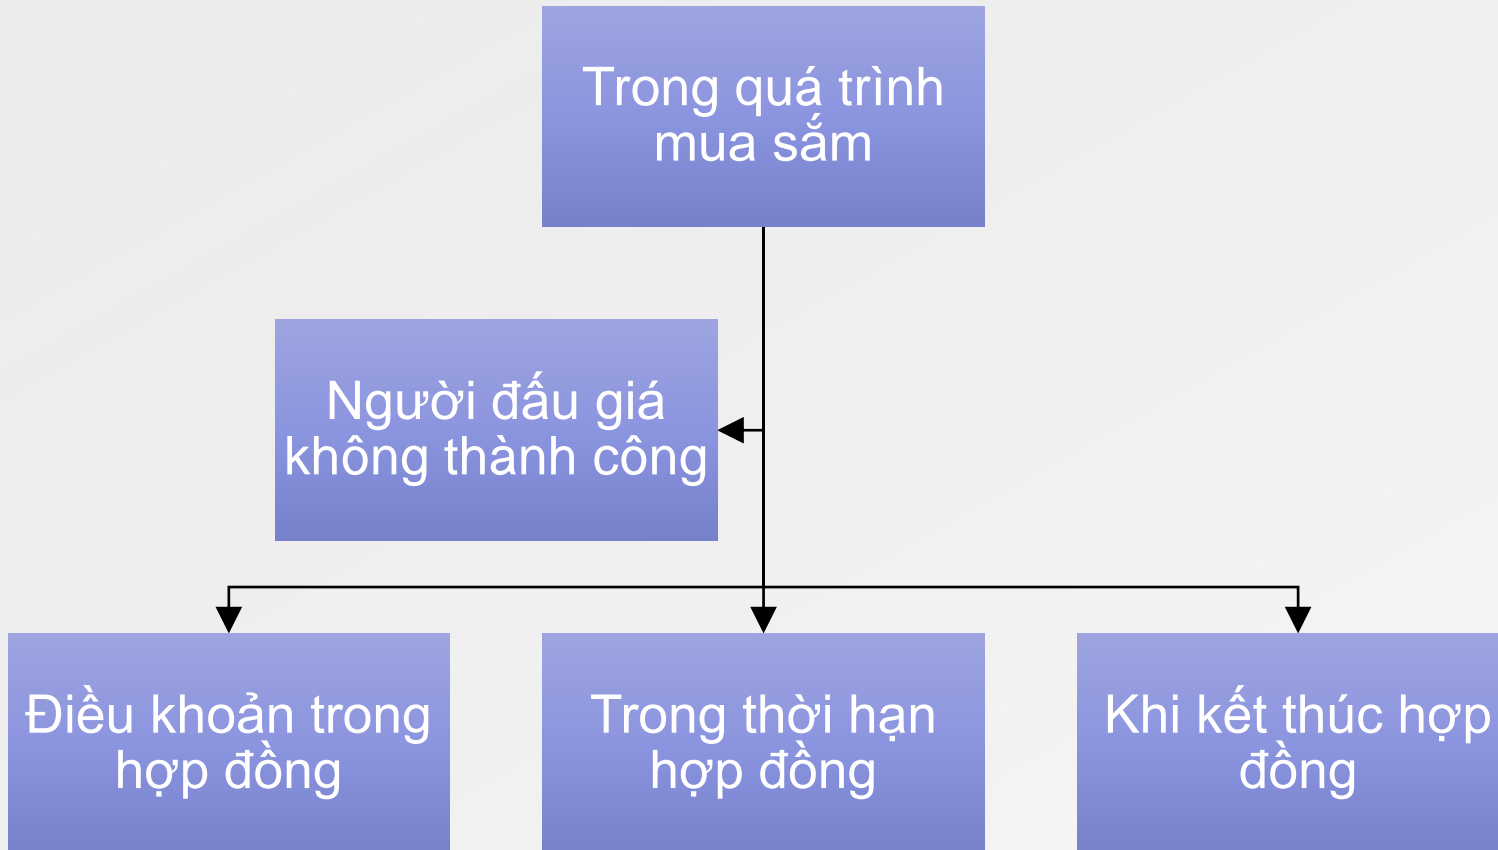 Trong quá trình
mua sắm
Người đấu giá
không thành công
Điều khoản trong
hợp đồng
Trong thời hạn
hợp đồng
Khi kết thúc hợp
đồng